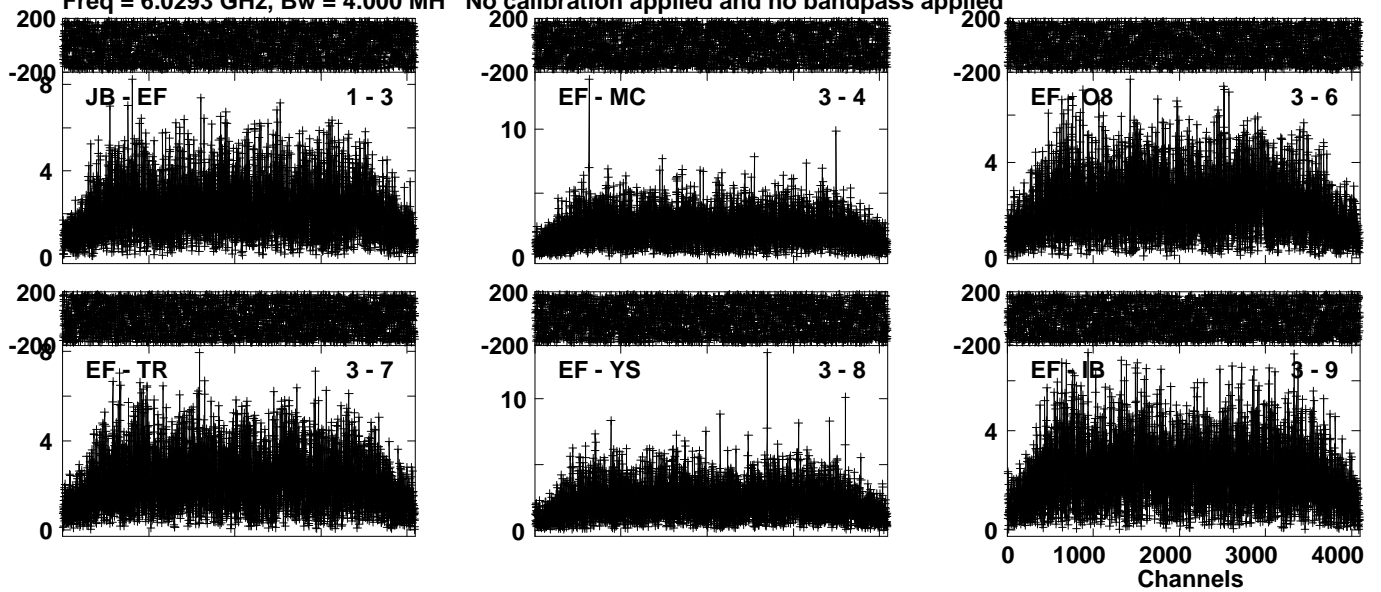 Freq = 6.0293 GHz, Bw = 4.000 MH No calibration applied and no bandpass applied
200
-200
8
4
0
JB - EF 1 - 3
200
-200
10
0
EF - MC 3 - 4
200
-200
4
0
EF - O8 3 - 6
200
-200
8
4
0
EF - TR 3 - 7
200
-200
10
0
EF - YS 3 - 8
200
-200
4
0
EF - IB 3 - 9
0 1000 2000 3000 4000
Channels